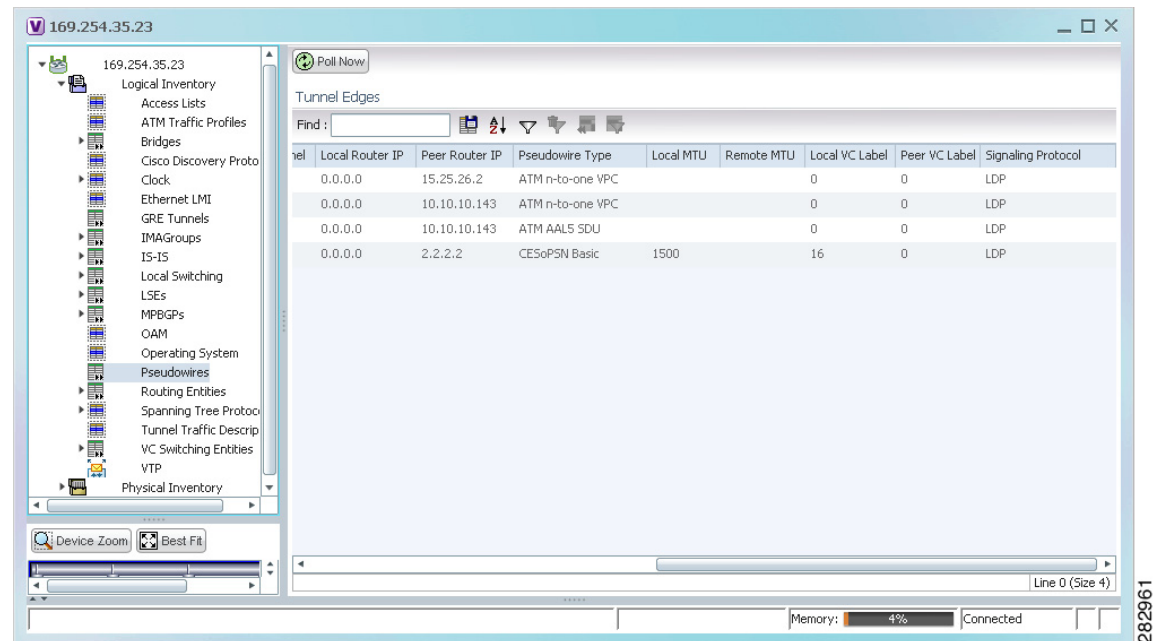 169.254.35.23
169.254.35.23
Logical Inventory
Access Lists
ATM Traffic Profiles
Bridges
Cisco Discovery Proto
Clock
Ethernet LMI
GRE Tunnels
IMAGroups
IS-IS
Local Switching
LSEs
MPBGPs
OAM
Operating System
Pseudowires
Routing Entities
Spanning Tree Protoco
Tunnel Traffic Descrip
VC Switching Entities
VTP
Physical Inventory
Device Zoom Best Fit
Poll Now
Tunnel Edges
Find :
nel Local Router IP Peer Router IP Pseudowire Type Local MTU Remote MTU Local VC Label Peer VC Label Signaling Protocol
0.0.0.0 15.25.26.2 ATM n-to-one VPC 0 0 LDP
0.0.0.0 10.10.10.143 ATM n-to-one VPC 0 0 LDP
0.0.0.0 10.10.10.143 ATM AAL5 SDU 0 0 LDP
0.0.0.0 2.2.2.2 CESoPSN Basic 1500 16 0 LDP
Line 0 (Size 4)
Memory: 4% Connected
282961